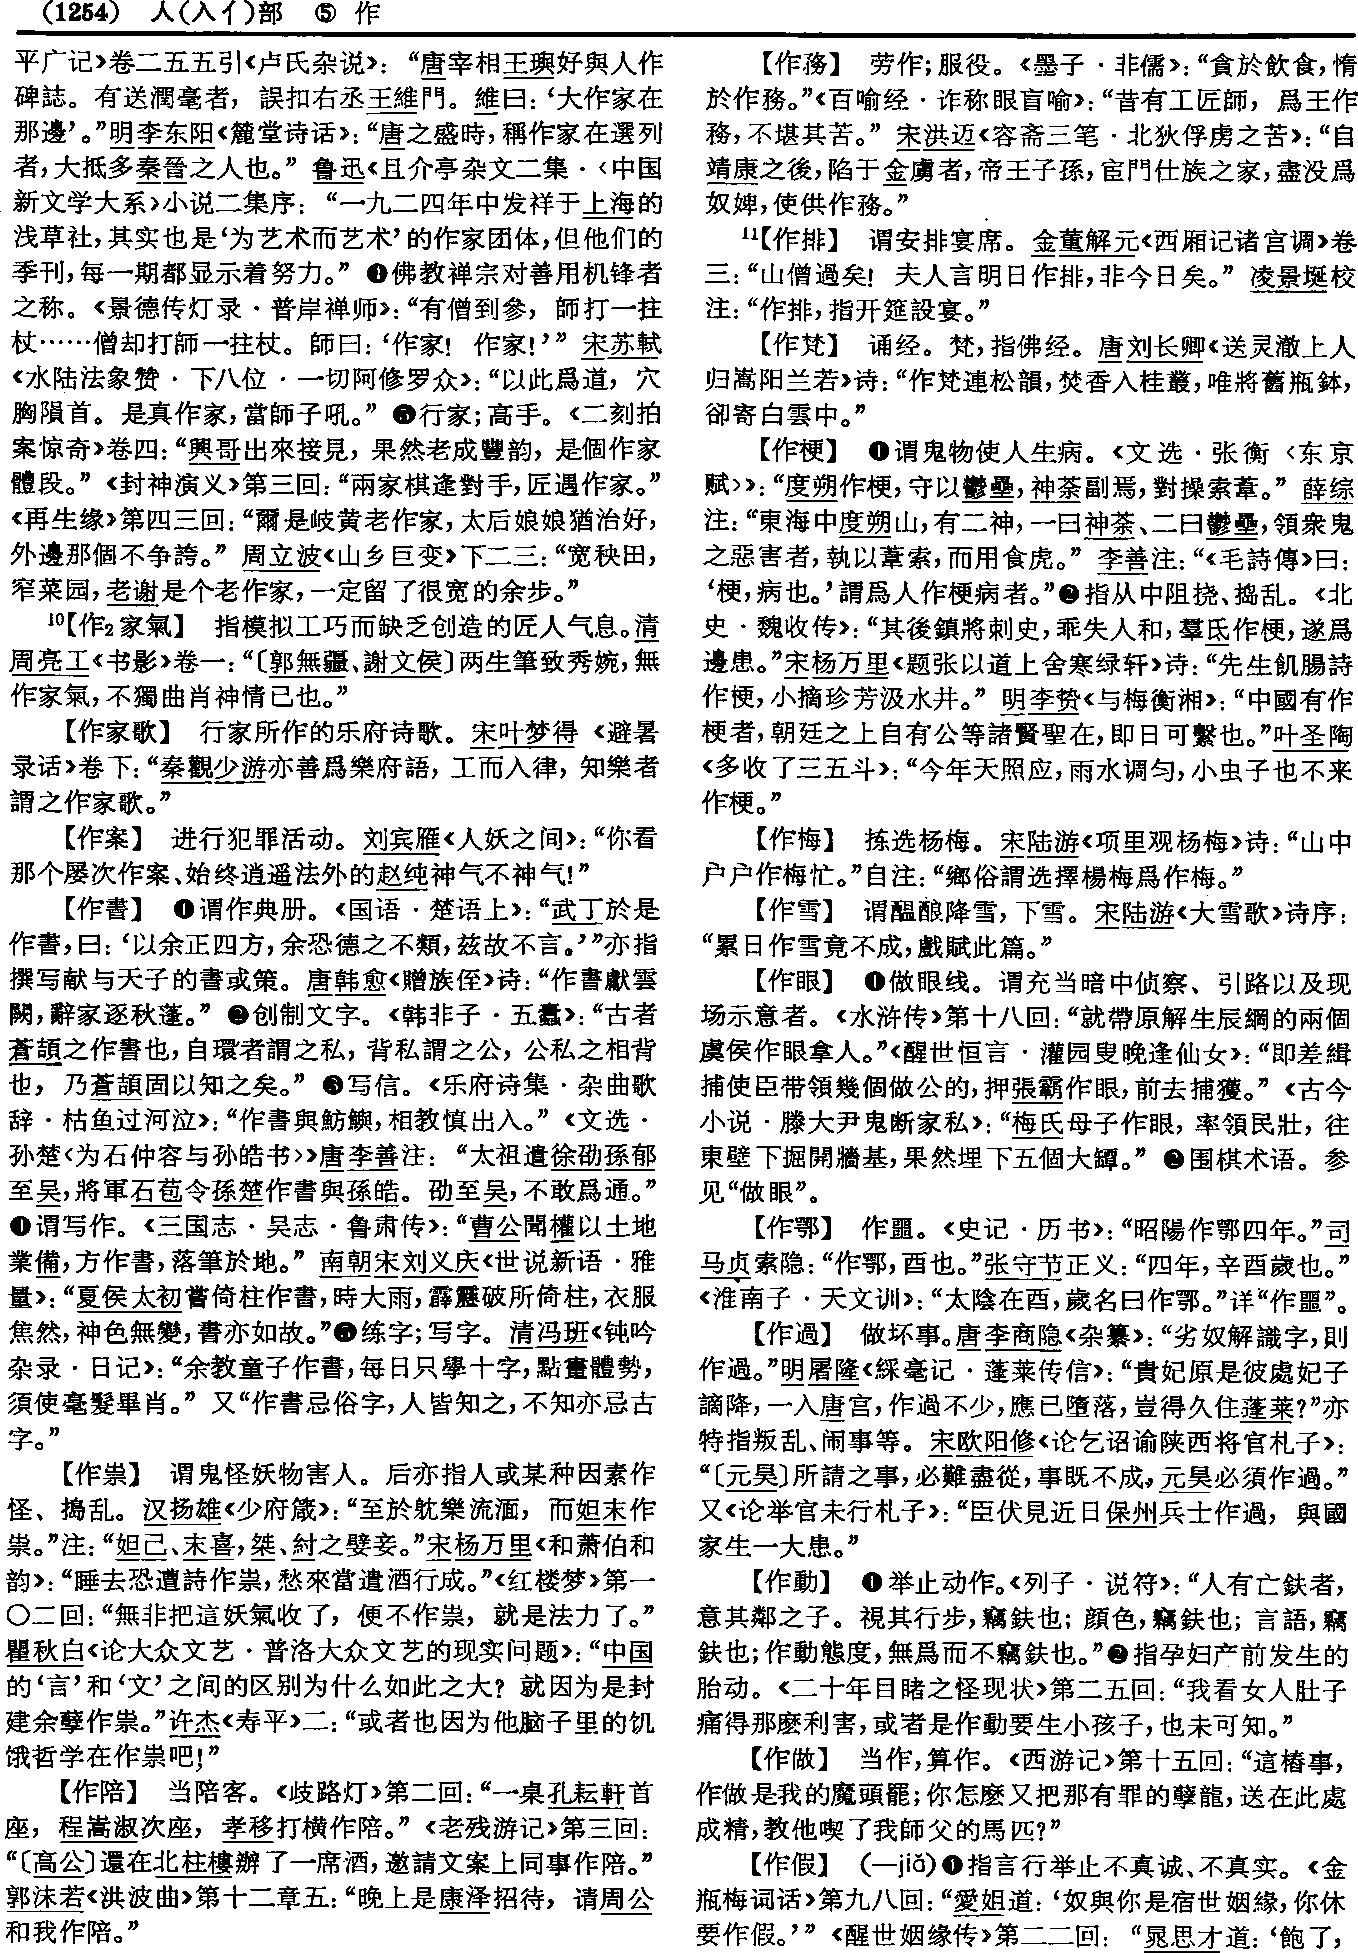 (1254) 人(入亻)部 ⑤ 作
平广记》卷二五五引《卢氏杂说》：“唐宰相王璵好與人作
碑誌。有送潤毫者，誤扣右丞王維門。維曰：‘大作家在
那邊’。”明李东阳《麓堂诗话》：“唐之盛時，稱作家在選列
者，大抵多秦晉之人也。”鲁迅《且介亭杂文二集·〈中国
新文学大系〉小说二集序：“一九二四年中发祥于上海的
浅草社，其实也是‘为艺术而艺术’的作家团体，但他们的
季刊，每一期都显示着努力。”❹佛教禅宗对善用机锋者
之称。《景德传灯录·普岸禅师》：“有僧到參，師打一拄
杖……僧却打師一拄杖。師曰：‘作家！作家！’”宋苏轼
《水陆法象赞·下八位·一切阿修罗众》：“以此爲道，穴
胸隕首。是真作家，當師子吼。”❺行家；高手。《二刻拍
案惊奇》卷四：“興哥出來接見，果然老成豐韵，是個作家
體段。”《封神演义》第三回：“兩家棋逢對手，匠遇作家。”
《再生缘》第四三回：“爾是岐黄老作家，太后娘娘猶治好，
外邊那個不争誇。”周立波《山乡巨变》下二三：“宽秧田，
窄菜园，老谢是个老作家，一定留了很宽的余步。”
10【作₂家氣】 指模拟工巧而缺乏创造的匠人气息。清
周亮工《书影》卷一：“〔郭無疆、謝文侯〕两生筆致秀婉，無
作家氣，不獨曲肖神情已也。”
【作家歌】 行家所作的乐府诗歌。宋叶梦得《避暑
录话》卷下：“秦觀少游亦善爲樂府語，工而入律，知樂者
謂之作家歌。”
【作案】 进行犯罪活动。刘宾雁《人妖之间》：“你看
那个屡次作案、始终逍遥法外的赵纯神气不神气！”
【作書】 ❶谓作典册。《国语·楚语上》：“武丁於是
作書，曰：‘以余正四方，余恐德之不類，兹故不言。’”亦指
撰写献与天子的書或策。唐韩愈《赠族侄》诗：“作書獻雲
闕，辭家逐秋蓬。”❷创制文字。《韩非子·五蠹》：“古者
蒼頡之作書也，自環者謂之私，背私謂之公，公私之相背
也，乃蒼頡固以知之矣。”❸写信。《乐府诗集·杂曲歌
辞·枯鱼过河泣》：“作書與魴鱮，相教慎出入。”《文选·
孙楚〈为石仲容与孙皓书〉》唐李善注：“太祖遣徐劭孫郁
至吴，將軍石苞令孫楚作書與孫皓。劭至吴，不敢爲通。”
❹谓写作。《三国志·吴志·鲁肃传》：“曹公聞權以土地
業備，方作書，落筆於地。”南朝宋刘义庆《世说新语·雅
量》：“夏侯太初嘗倚柱作書，時大雨，霹靂破所倚柱，衣服
焦然，神色無變，書亦如故。”❺练字；写字。清冯班《钝吟
杂录·日记》：“余教童子作書，每日只學十字，點畫體勢，
須使毫髮畢肖。”又“作書忌俗字，人皆知之，不知亦忌古
字。”
【作祟】 谓鬼怪妖物害人。后亦指人或某种因素作
怪、捣乱。汉扬雄《少府箴》：“至於躭樂流湎，而妲末作
祟。”注：“妲己、末喜，桀、紂之嬖妾。”宋杨万里《和萧伯和
韵》：“睡去恐遭詩作祟，愁來當遣酒行成。”《红楼梦》第一
〇二回：“無非把這妖氣收了，便不作祟，就是法力了。”
瞿秋白《论大众文艺·普洛大众文艺的现实问题》：“中国
的‘言’和‘文’之间的区别为什么如此之大？就因为是封
建余孽作祟。”许杰《寿平》二：“或者也因为他脑子里的饥
饿哲学在作祟吧！”
【作陪】 当陪客。《歧路灯》第二回：“一桌孔耘軒首
座，程嵩淑次座，孝移打横作陪。”《老残游记》第三回：
“〔高公〕還在北柱樓辦了一席酒，邀請文案上同事作陪。”
郭沫若《洪波曲》第十二章五：“晚上是康泽招待，请周公
和我作陪。”
【作務】 劳作；服役。《墨子·非儒》：“貪於飲食，惰
於作務。”《百喻经·诈称眼盲喻》：“昔有工匠師，爲王作
務，不堪其苦。”宋洪迈《容斋三笔·北狄俘虏之苦》：“自
靖康之後，陷于金虜者，帝王子孫，宦門仕族之家，盡没爲
奴婢，使供作務。”
11【作排】 谓安排宴席。金董解元《西厢记诸宫调》卷
三：“山僧過矣！夫人言明日作排，非今日矣。”凌景埏校
注：“作排，指开筵設宴。”
【作梵】 诵经。梵，指佛经。唐刘长卿《送灵澈上人
归嵩阳兰若》诗：“作梵連松韻，焚香入桂叢，唯將舊瓶鉢，
卻寄白雲中。”
【作梗】 ❶谓鬼物使人生病。《文选·张衡〈东京
赋〉》：“度朔作梗，守以鬱壘，神荼副焉，對操索葦。”薛综
注：“東海中度朔山，有二神，一曰神荼、二曰鬱壘，領衆鬼
之惡害者，執以葦索，而用食虎。”李善注：“《毛詩傳》曰：
‘梗，病也。’謂爲人作梗病者。”❷指从中阻挠、捣乱。《北
史·魏收传》：“其後鎮將刺史，乖失人和，羣氐作梗，遂爲
邊患。”宋杨万里《题张以道上舍寒绿轩》诗：“先生飢腸詩
作梗，小摘珍芳汲水井。”明李贽《与梅衡湘》：“中國有作
梗者，朝廷之上自有公等諸賢聖在，即日可繫也。”叶圣陶
《多收了三五斗》：“今年天照应，雨水调匀，小虫子也不来
作梗。”
【作梅】 拣选杨梅。宋陆游《项里观杨梅》诗：“山中
户户作梅忙。”自注：“鄉俗謂选擇楊梅爲作梅。”
【作雪】 谓醖酿降雪，下雪。宋陆游《大雪歌》诗序：
“累日作雪竟不成，戲賦此篇。”
【作眼】 ❶做眼线。谓充当暗中侦察、引路以及现
场示意者。《水浒传》第十八回：“就帶原解生辰綱的兩個
虞侯作眼拿人。”《醒世恒言·灌园叟晚逢仙女》：“即差緝
捕使臣带領幾個做公的，押張霸作眼，前去捕獲。”《古今
小说·滕大尹鬼断家私》：“梅氏母子作眼，率領民壯，往
東壁下掘開牆基，果然埋下五個大罈。”❷围棋术语。参
见“做眼”。
【作鄂】 作噩。《史记·历书》：“昭陽作鄂四年。”司
马贞索隐：“作鄂，酉也。”张守节正义：“四年，辛酉歲也。”
《淮南子·天文训》：“太陰在酉，歲名曰作鄂。”详“作噩”。
【作過】 做坏事。唐李商隐《杂纂》：“劣奴解識字，則
作過。”明屠隆《綵毫记·蓬莱传信》：“貴妃原是彼處妃子
謫降，一入唐宫，作過不少，應已墮落，豈得久住蓬莱？”亦
特指叛乱、闹事等。宋欧阳修《论乞诏谕陕西将官札子》：
“〔元昊〕所請之事，必難盡從，事既不成，元昊必須作過。”
又《论举官未行札子》：“臣伏見近日保州兵士作過，與國
家生一大患。”
【作動】 ❶举止动作。《列子·说符》：“人有亡鈇者，
意其鄰之子。視其行步，竊鈇也；顔色，竊鈇也；言語，竊
鈇也；作動態度，無爲而不竊鈇也。”❷指孕妇产前发生的
胎动。《二十年目睹之怪现状》第二五回：“我看女人肚子
痛得那麼利害，或者是作動要生小孩子，也未可知。”
【作做】 当作，算作。《西游记》第十五回：“這樁事，
作做是我的魔頭罷；你怎麼又把那有罪的孽龍，送在此處
成精，教他喫了我師父的馬匹？”
【作假】 (—jiǎ)❶指言行举止不真诚、不真实。《金
瓶梅词话》第九八回：“愛姐道：‘奴與你是宿世姻緣，你休
要作假。’”《醒世姻缘传》第二二回：“晁思才道：‘飽了，